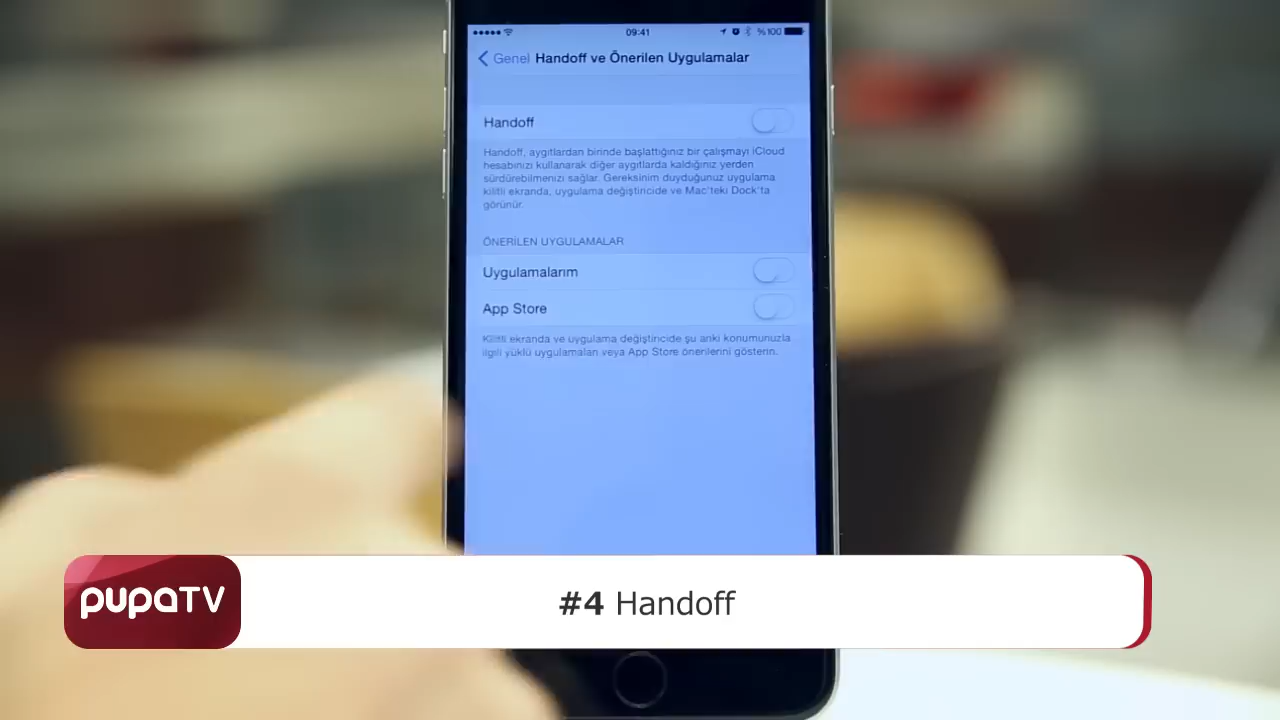 09:41
%100
Genel Handoff ve Önerilen Uygulamalar
Handoff
Handoff, aygıtlardan birinde başlattığınız bir çalışmayı iCloud
hesabınızı kullanarak diğer aygıtlarda kaldığınız yerden
sürdürebilmenizi sağlar. Gereksinim duyduğunuz uygulama
kilitli ekranda, uygulama değiştiricide ve Mac'teki Dock'ta
görünür.
ÖNERİLEN UYGULAMALAR
Uygulamalarım
App Store
Kilitli ekranda ve uygulama değiştiricide şu anki konumunuzla
ilgili yüklü uygulamaları veya App Store önerilerini gösterin.
pupaTV
#4 Handoff